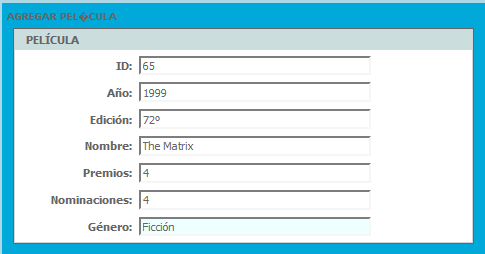 AGREGAR PEL�CULA
PELÍCULA
ID: 65
Año: 1999
Edición: 72º
Nombre: The Matrix
Premios: 4
Nominaciones: 4
Género: Ficción